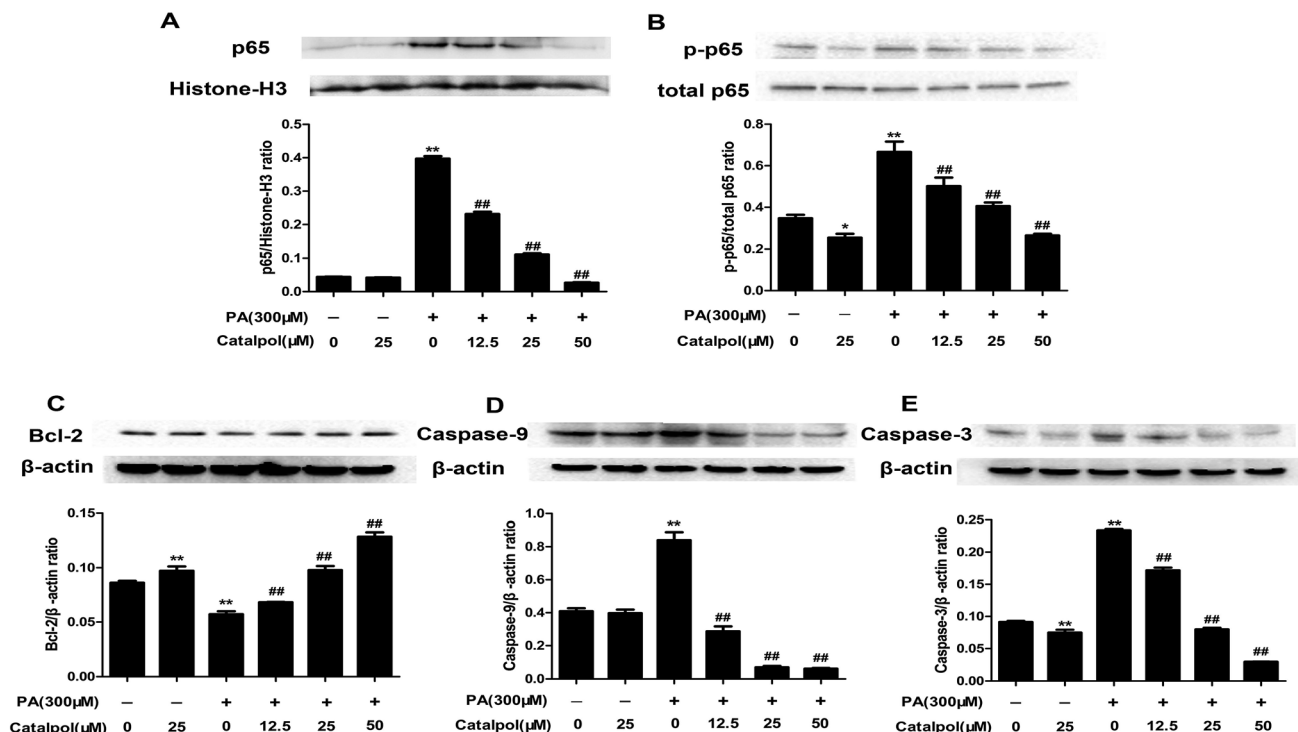 A
p65
Histone-H3
p65/Histone-H3 ratio
0.5
0.4
0.3
0.2
0.1
0.0
** ## ## ##
PA(300μM) – – + + + +
Catalpol(μM) 0 25 0 12.5 25 50
B
p-p65
total p65
p-p65/total p65 ratio
0.8
0.6
0.4
0.2
0.0
* ** ## ## ##
PA(300μM) – – + + + +
Catalpol(μM) 0 25 0 12.5 25 50
C
Bcl-2
β-actin
Bcl-2/β -actin ratio
0.15
0.10
0.05
0.00
** ** ## ## ##
PA(300μM) – – + + + +
Catalpol(μM) 0 25 0 12.5 25 50
D
Caspase-9
β-actin
Caspase-9/β -actin ratio
1.0
0.8
0.6
0.4
0.2
0.0
** ## ## ##
PA(300μM) – – + + + +
Catalpol(μM) 0 25 0 12.5 25 50
E
Caspase-3
β-actin
Caspase-3/β -actin ratio
0.25
0.20
0.15
0.10
0.05
0.00
** ** ## ## ##
PA(300μM) – – + + + +
Catalpol(μM) 0 25 0 12.5 25 50